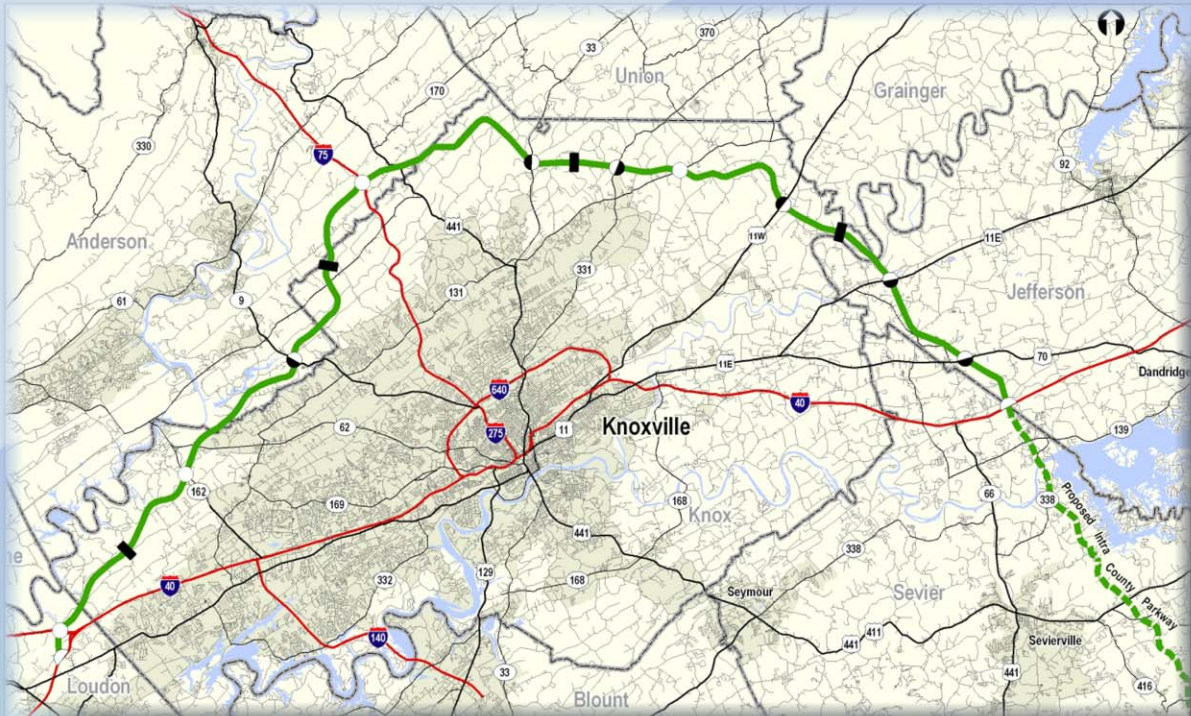 33
370
Union
Grainger
170
330
75
92
441
11W
11E
Anderson
331
Jefferson
131
61
9
70
Dandridge
640
11E
40
62
275
11
Knoxville
139
162
169
168
Knox
66
338
Proposed Intra County Parkway
441
338
40
332
129
168
Seymour
Sevier
140
441
411
Sevierville
33
441
416
Loudon
Blount